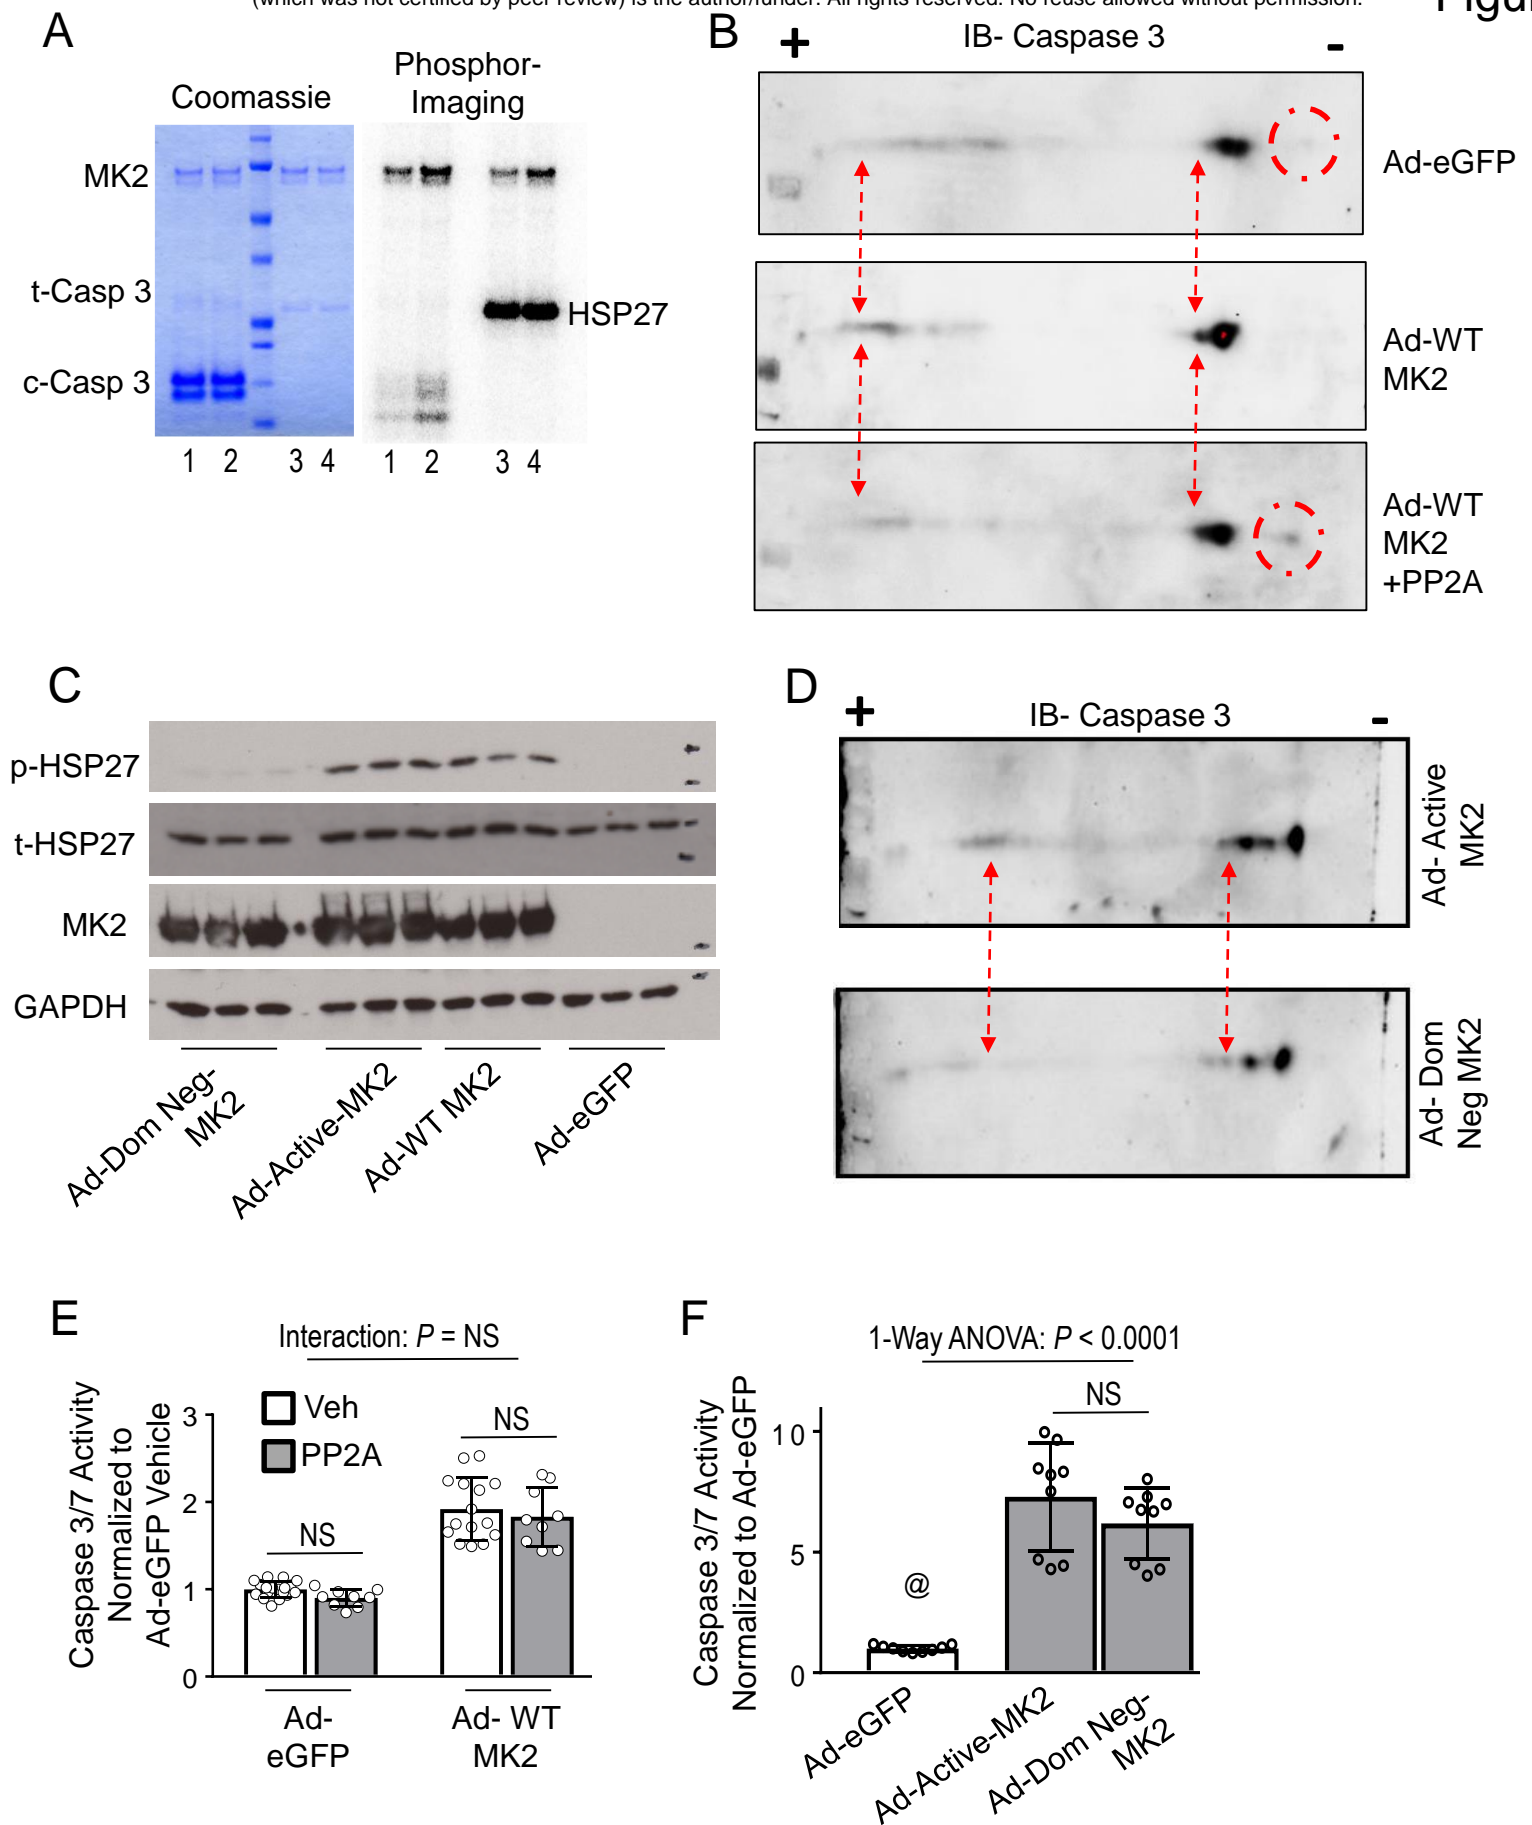 (which was not certified by peer review) is the author/funder. All rights reserved. No reuse allowed without permission.
A
Coomassie
Phosphor-
Imaging
MK2
t-Casp 3
c-Casp 3
HSP27
1 2 3 4
1 2 3 4
B
+
IB- Caspase 3
-
Ad-eGFP
Ad-WT
MK2
Ad-WT
MK2
+PP2A
C
p-HSP27
t-HSP27
MK2
GAPDH
Ad-Dom Neg-
MK2
Ad-Active-MK2
Ad-WT MK2
Ad-eGFP
D
+
IB- Caspase 3
-
Ad- Active
MK2
Ad- Dom
Neg MK2
E
Interaction: P = NS
Caspase 3/7 Activity
Normalized to
Ad-eGFP Vehicle
3
2
1
0
Veh
PP2A
NS
NS
Ad-
eGFP
Ad- WT
MK2
F
1-Way ANOVA: P < 0.0001
NS
Caspase 3/7 Activity
Normalized to Ad-eGFP
10
5
0
@
Ad-eGFP
Ad-Active-MK2
Ad-Dom Neg-
MK2